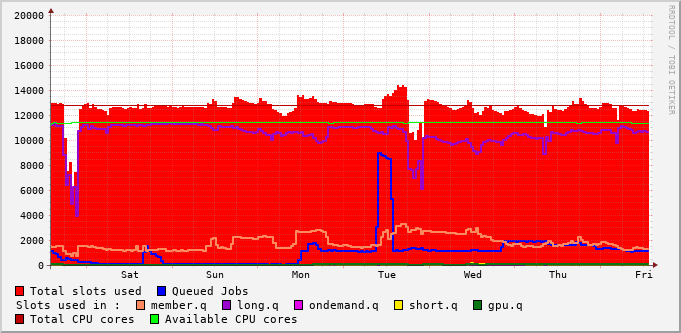 20000
18000
16000
14000
12000
10000
8000
6000
4000
2000
0
Sat Sun Mon Tue Wed Thu Fri
RRDTOOL / TOBI OETIKER
Total slots used Queued Jobs
Slots used in : member.q long.q ondemand.q short.q gpu.q
Total CPU cores Available CPU cores